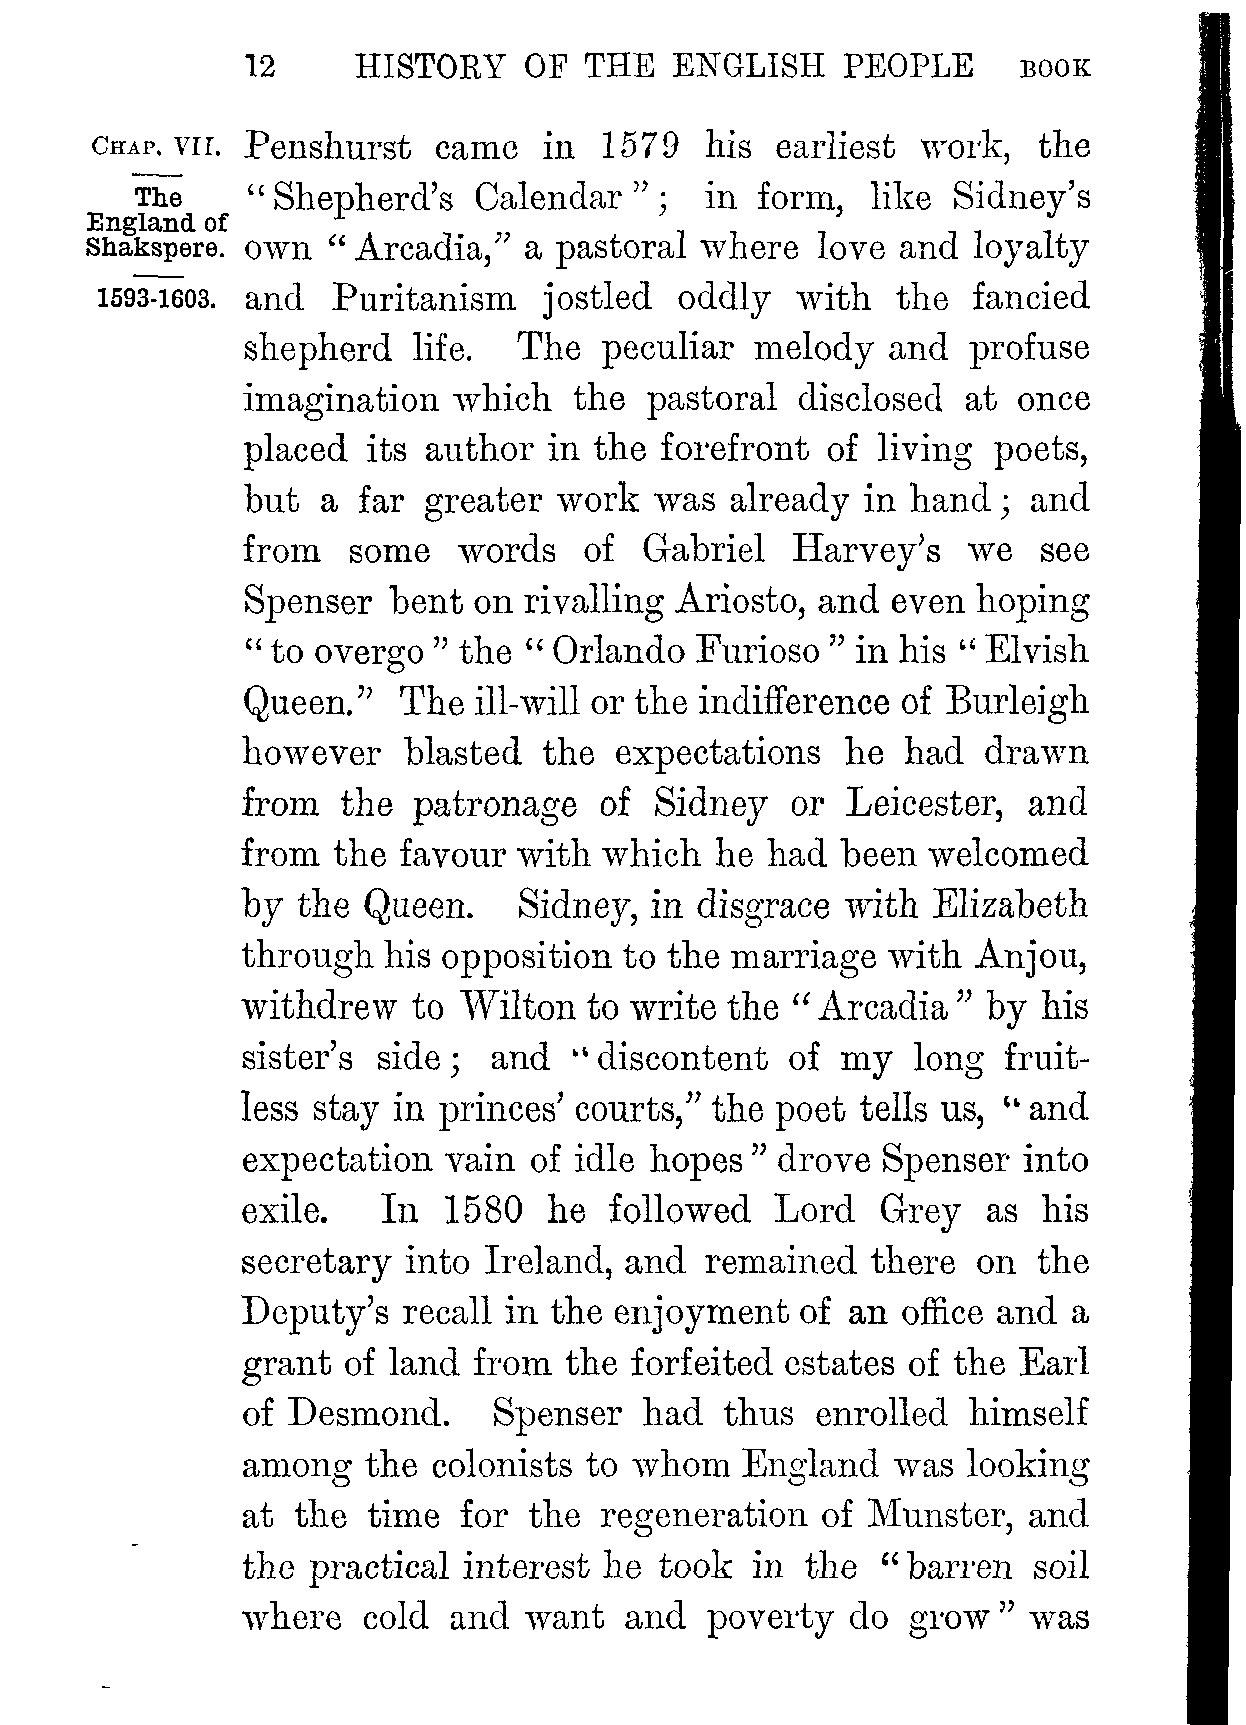 12 HISTORY OF THE ENGLISH PEOPLE BOOK
CHAP. VII.
The
England of
Shakspere.
1593-1603.
Penshurst came in 1579 his earliest work, the
“Shepherd's Calendar”; in form, like Sidney's
own “Arcadia,” a pastoral where love and loyalty
and Puritanism jostled oddly with the fancied
shepherd life. The peculiar melody and profuse
imagination which the pastoral disclosed at once
placed its author in the forefront of living poets,
but a far greater work was already in hand; and
from some words of Gabriel Harvey's we see
Spenser bent on rivalling Ariosto, and even hoping
“to overgo” the “Orlando Furioso” in his “Elvish
Queen.” The ill-will or the indifference of Burleigh
however blasted the expectations he had drawn
from the patronage of Sidney or Leicester, and
from the favour with which he had been welcomed
by the Queen. Sidney, in disgrace with Elizabeth
through his opposition to the marriage with Anjou,
withdrew to Wilton to write the “Arcadia” by his
sister's side; and “discontent of my long fruit-
less stay in princes' courts,” the poet tells us, “and
expectation vain of idle hopes” drove Spenser into
exile. In 1580 he followed Lord Grey as his
secretary into Ireland, and remained there on the
Deputy's recall in the enjoyment of an office and a
grant of land from the forfeited estates of the Earl
of Desmond. Spenser had thus enrolled himself
among the colonists to whom England was looking
at the time for the regeneration of Munster, and
the practical interest he took in the “barren soil
where cold and want and poverty do grow” was